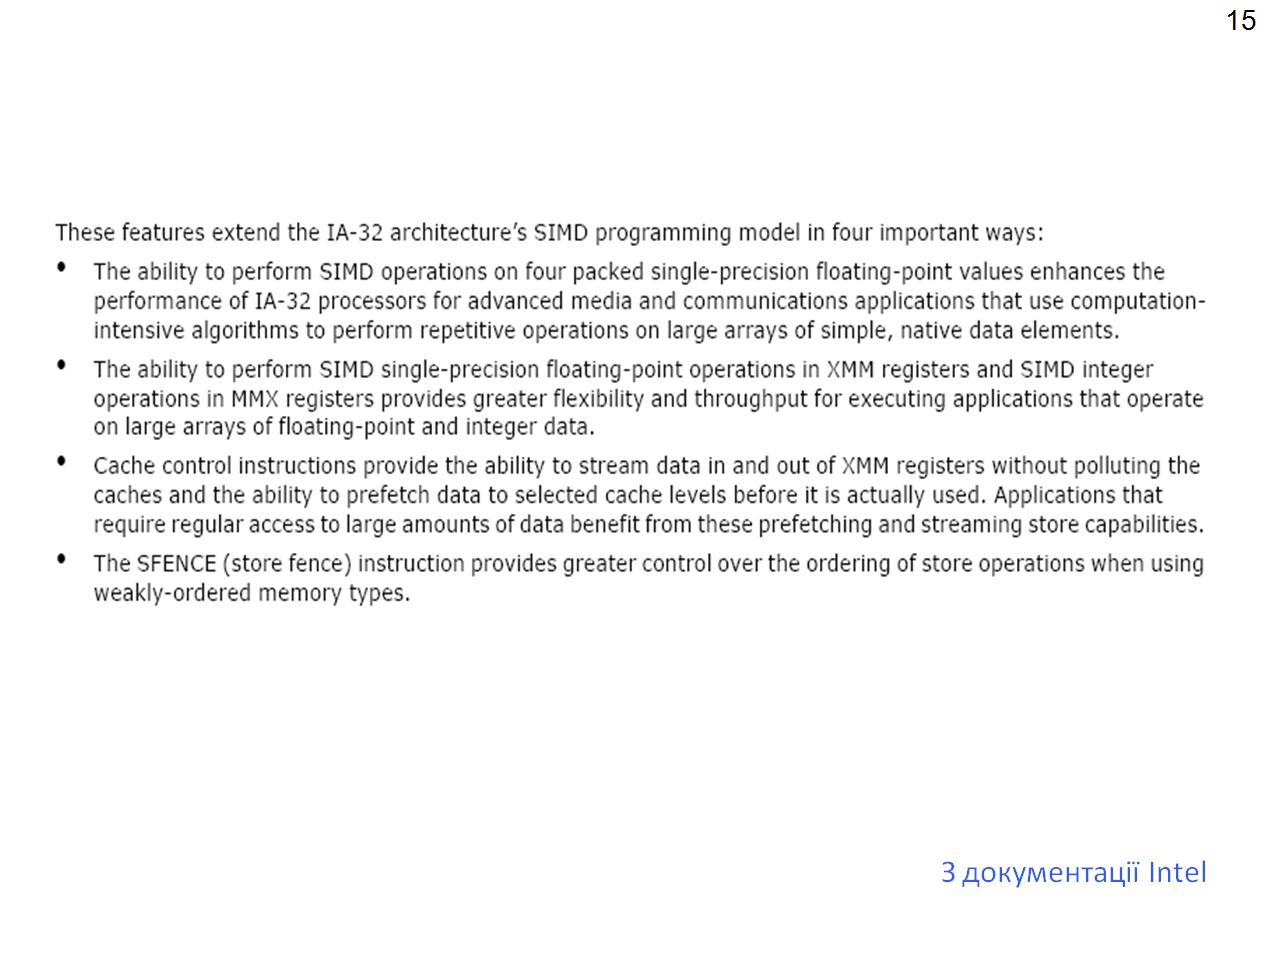 15
These features extend the IA-32 architecture's SIMD programming model in four important ways:
• The ability to perform SIMD operations on four packed single-precision floating-point values enhances the
performance of IA-32 processors for advanced media and communications applications that use computation-
intensive algorithms to perform repetitive operations on large arrays of simple, native data elements.
• The ability to perform SIMD single-precision floating-point operations in XMM registers and SIMD integer
operations in MMX registers provides greater flexibility and throughput for executing applications that operate
on large arrays of floating-point and integer data.
• Cache control instructions provide the ability to stream data in and out of XMM registers without polluting the
caches and the ability to prefetch data to selected cache levels before it is actually used. Applications that
require regular access to large amounts of data benefit from these prefetching and streaming store capabilities.
• The SFENCE (store fence) instruction provides greater control over the ordering of store operations when using
weakly-ordered memory types.
З документації Intel